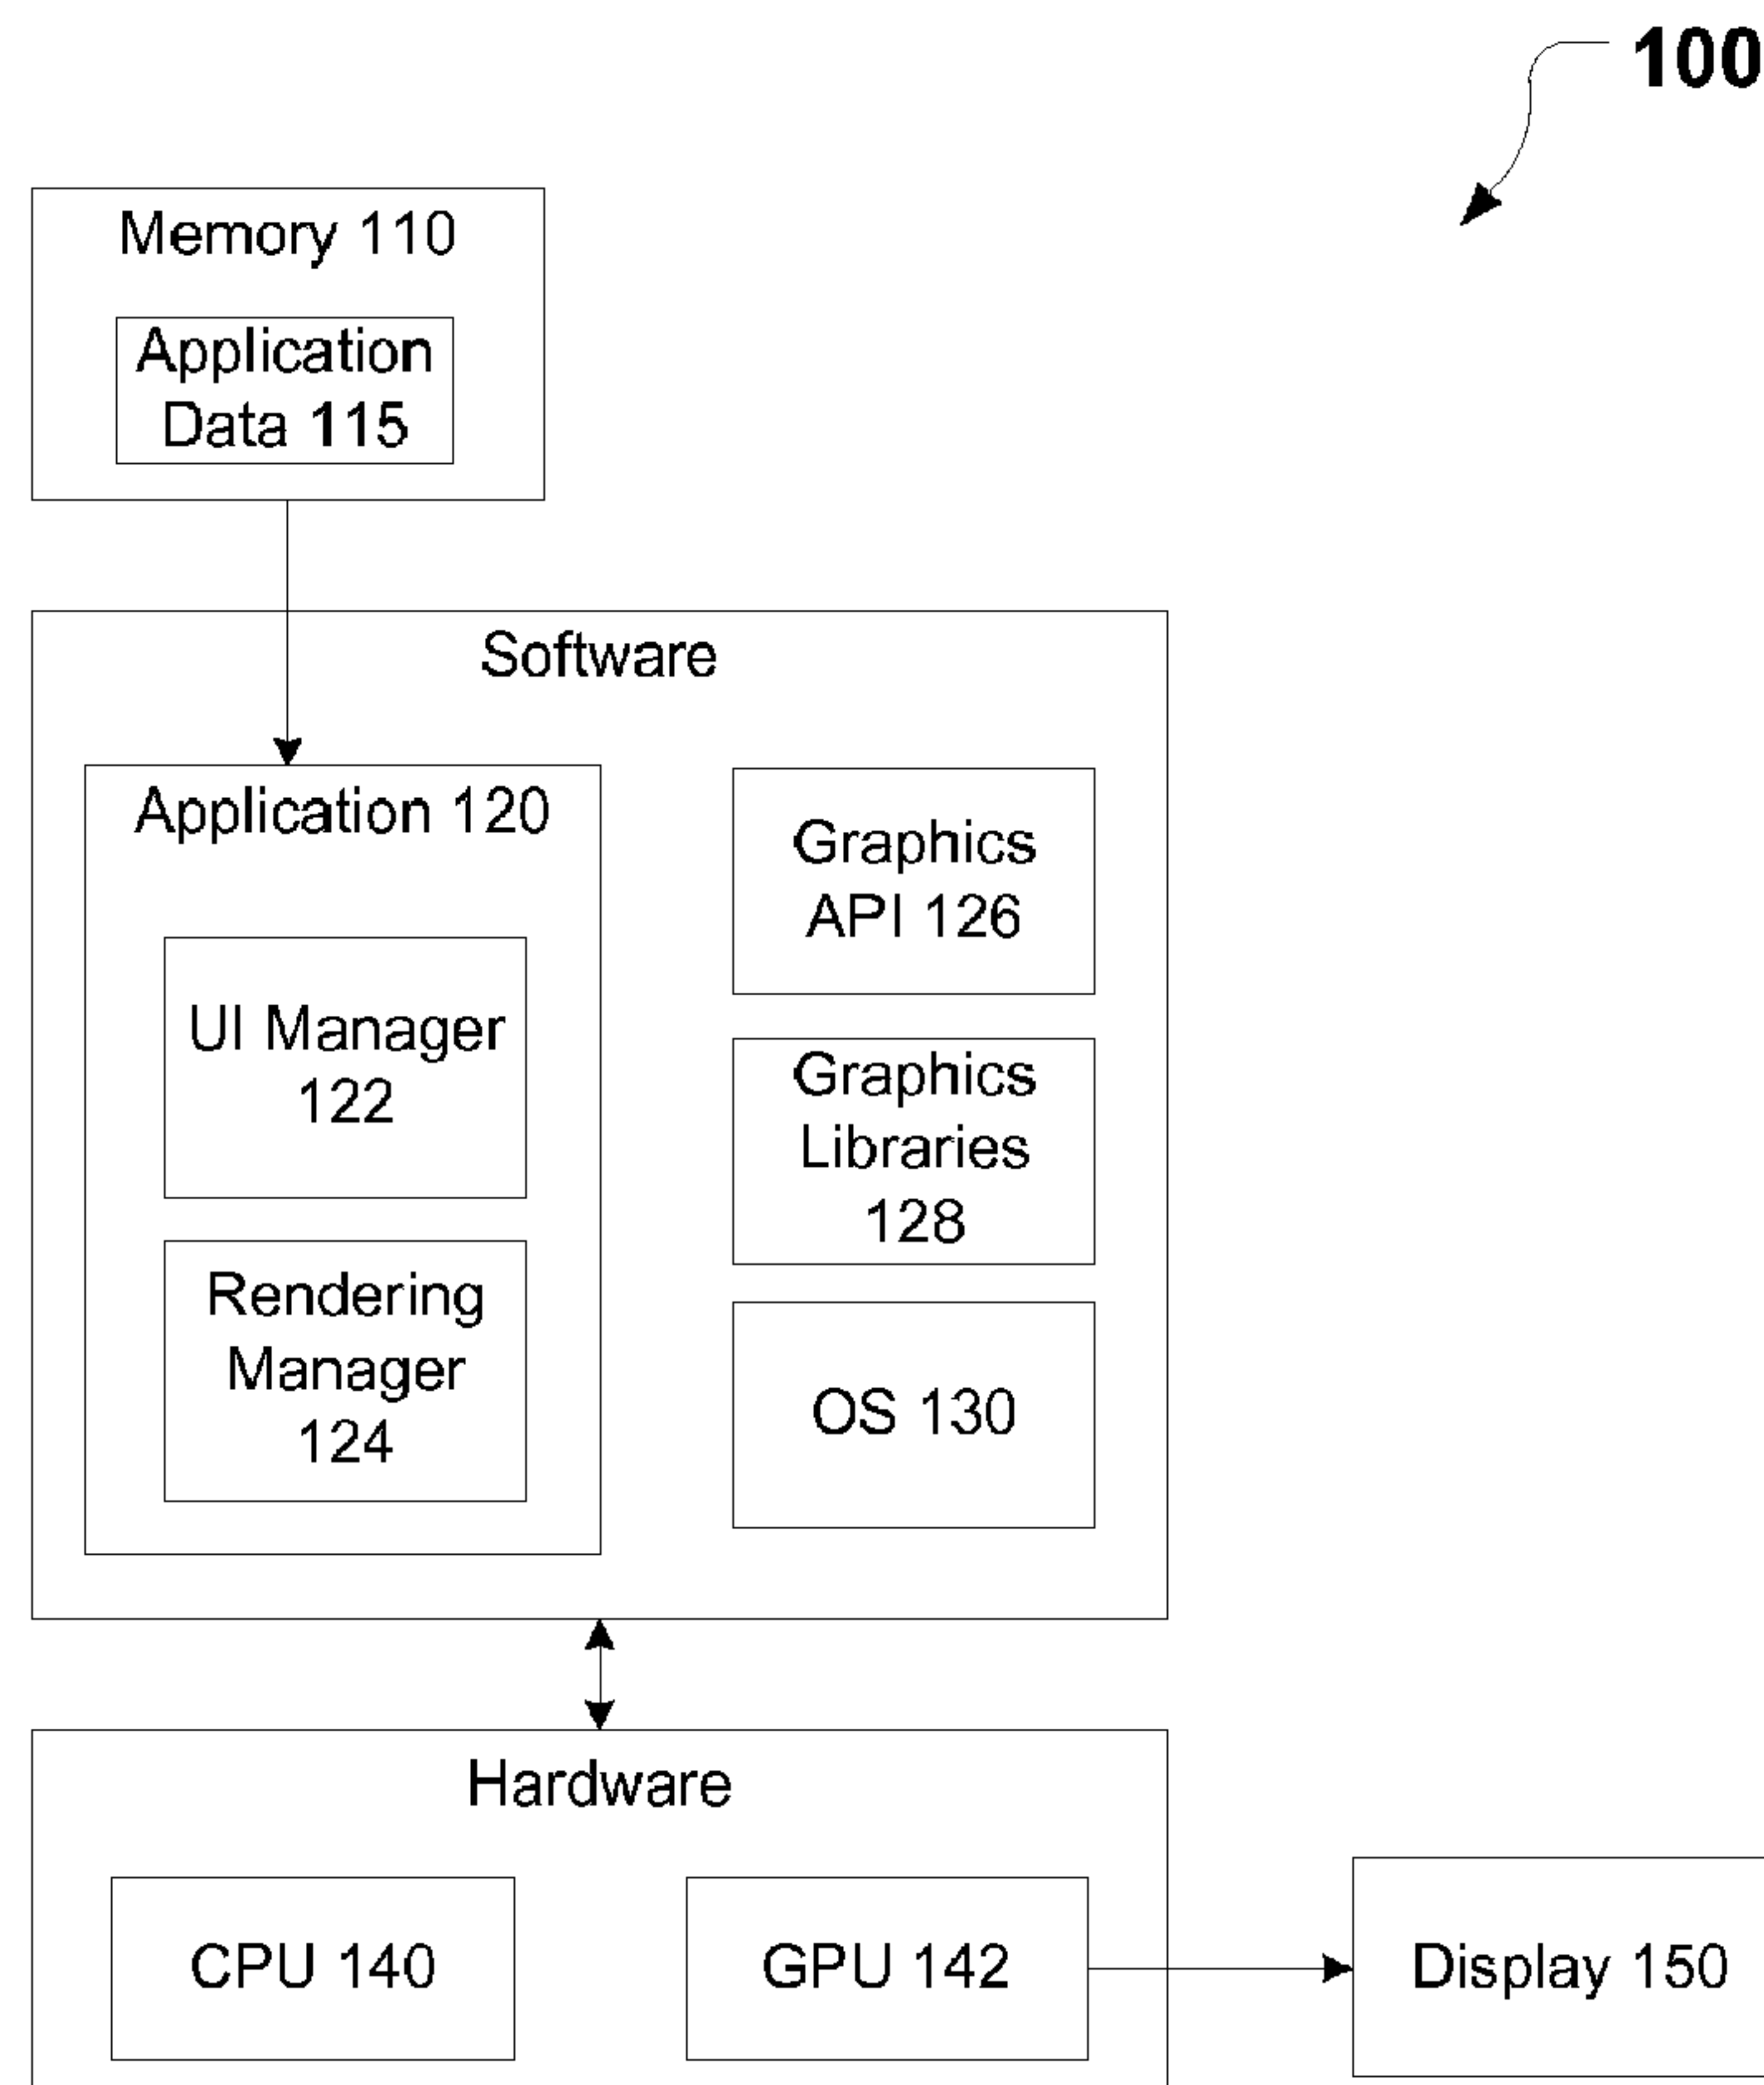 100
Memory 110
Application
Data 115
Software
Application 120
UI Manager
122
Rendering
Manager
124
Graphics
API 126
Graphics
Libraries
128
OS 130
Hardware
CPU 140
GPU 142
Display 150